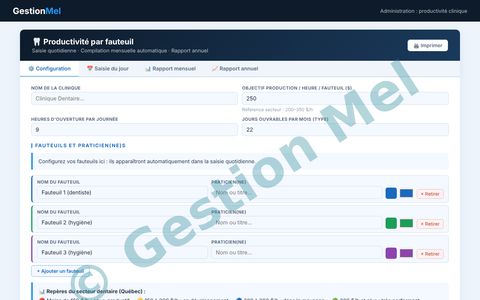 GestionMel
Administration : productivité clinique
🦷 Productivité par fauteuil
Saisie quotidienne · Compilation mensuelle automatique · Rapport annuel
🖨️ Imprimer
⚙️ Configuration
📅 Saisie du jour
📊 Rapport mensuel
📈 Rapport annuel
NOM DE LA CLINIQUE
OBJECTIF PRODUCTION / HEURE / FAUTEUIL ($)
Clinique Dentaire...
250
Référence secteur : 200–350 $/h
HEURES D'OUVERTURE PAR JOURNÉE
JOURS OUVRABLES PAR MOIS (TYPE)
9
22
FAUTEUILS ET PRATICIEN(NE)S
Configurez vos fauteuils ici : ils apparaîtront automatiquement dans la saisie quotidienne.
NOM DU FAUTEUIL
PRATICIEN(NE)
Fauteuil 1 (dentiste)
Nom ou titre...
× Retirer
NOM DU FAUTEUIL
PRATICIEN(NE)
Fauteuil 2 (hygiène)
Nom ou titre...
× Retirer
NOM DU FAUTEUIL
PRATICIEN(NE)
Fauteuil 3 (hygiène)
Nom ou titre...
× Retirer
+ Ajouter un fauteuil
📊 Repères du secteur dentaire (Québec) :
© Gestion Mel